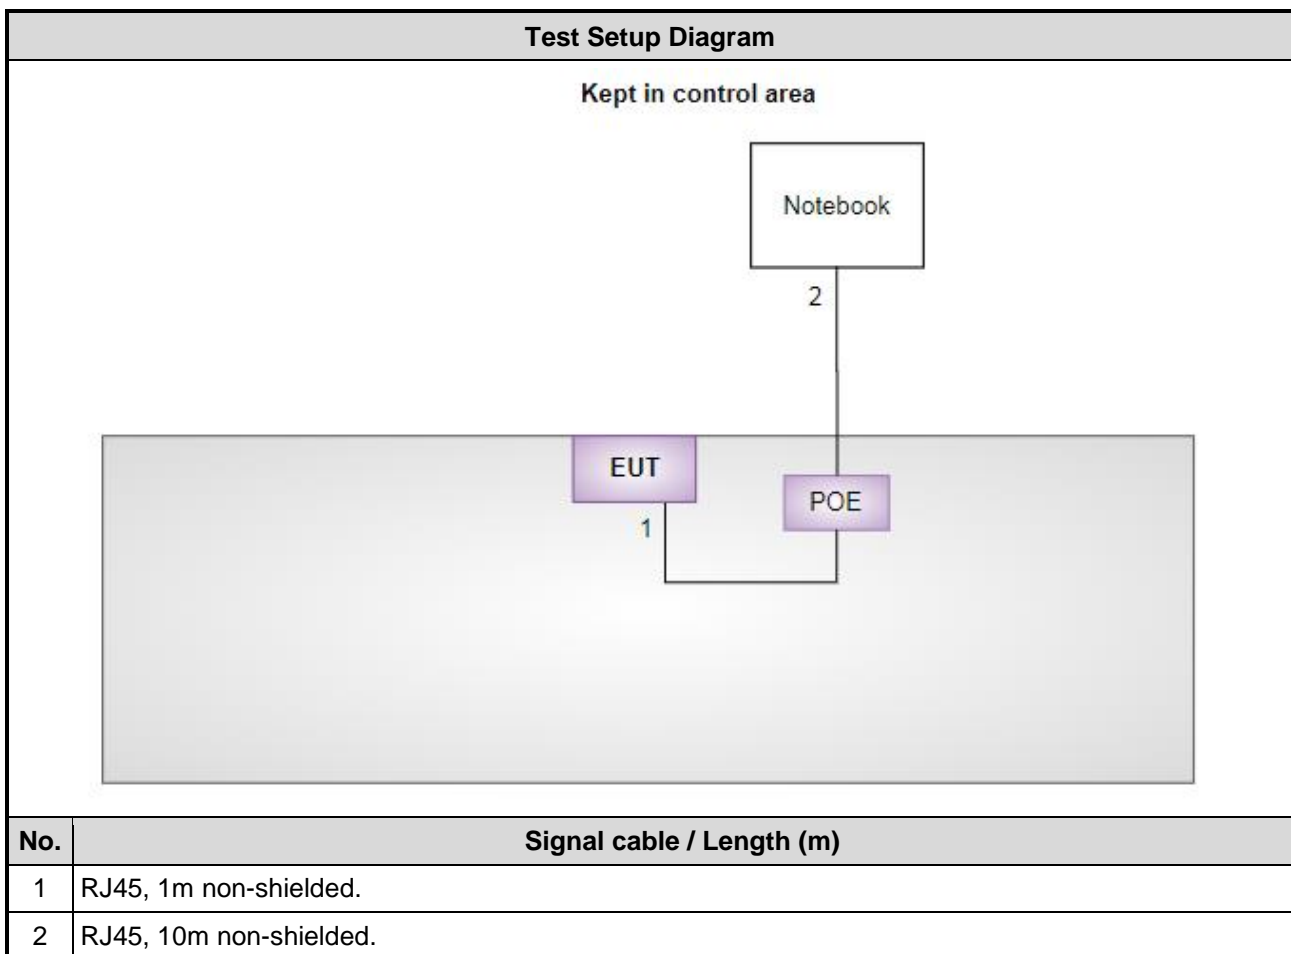 Test Setup Diagram
Kept in control area
Notebook
2
EUT
POE
1
No. Signal cable / Length (m)
1 RJ45, 1m non-shielded.
2 RJ45, 10m non-shielded.